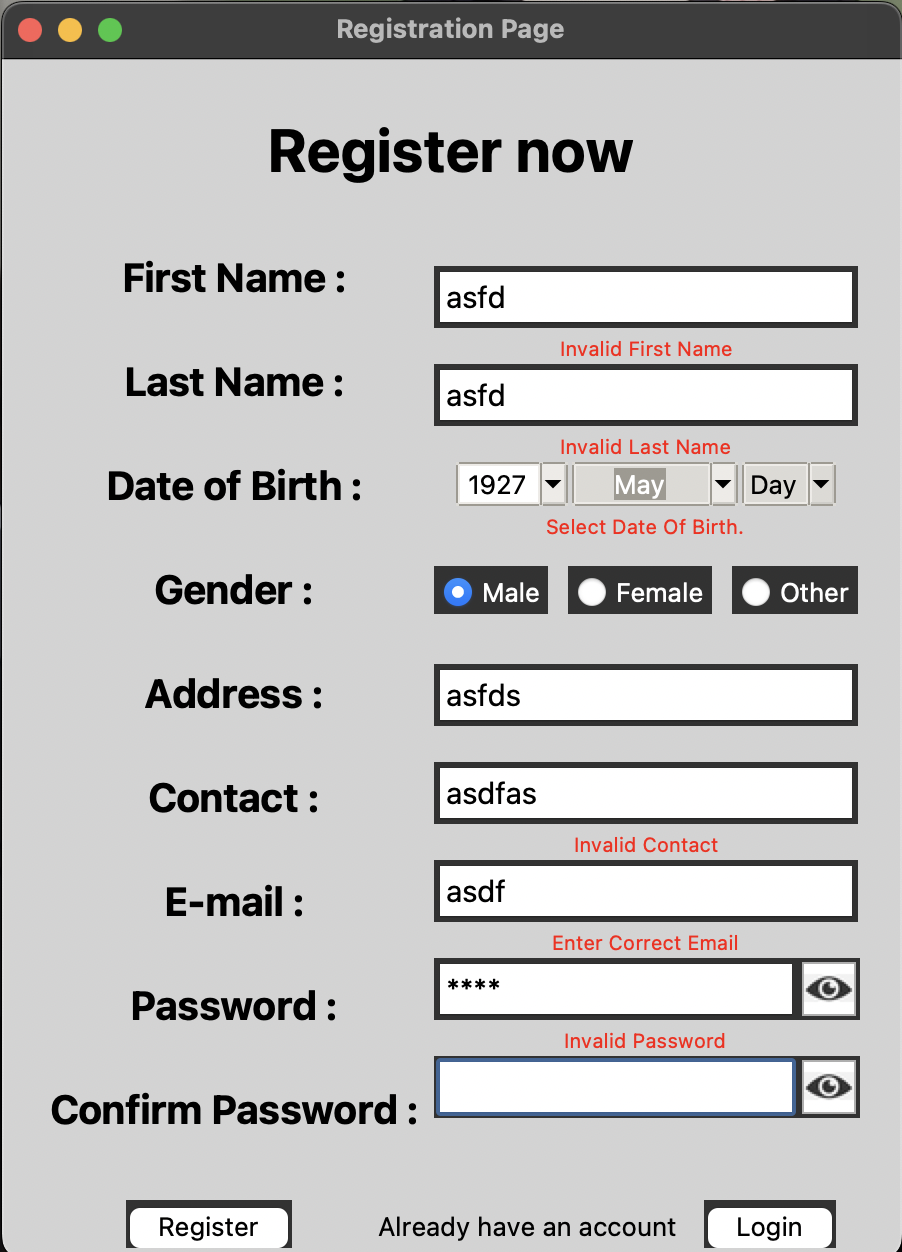 Registration Page
Register now
First Name :
asfd
Invalid First Name
Last Name :
asfd
Invalid Last Name
Date of Birth :
1927 May Day
Select Date Of Birth.
Gender :
Male Female Other
Address :
asfds
Contact :
asdfas
Invalid Contact
E-mail :
asdf
Enter Correct Email
Password :
****
Invalid Password
Confirm Password :
Register Already have an account Login